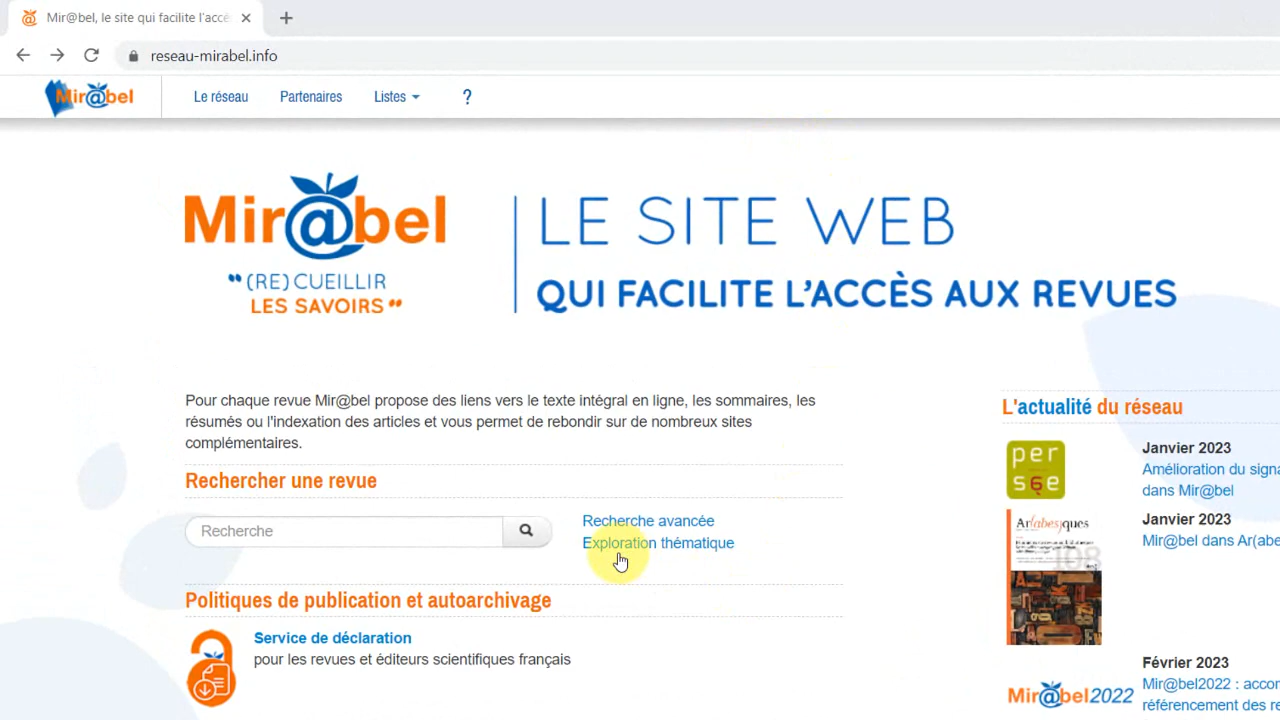 Mir@bel, le site qui facilite l'accè
reseau-mirabel.info
Mir@bel
Le réseau
Partenaires
Listes
?
Mir@bel
"(RE)CUEILLIR
LES SAVOIRS"
LE SITE WEB
QUI FACILITE L'ACCÈS AUX REVUES
Pour chaque revue Mir@bel propose des liens vers le texte intégral en ligne, les sommaires, les
résumés ou l'indexation des articles et vous permet de rebondir sur de nombreux sites
complémentaires.
Rechercher une revue
Recherche
Recherche avancée
Exploration thématique
Politiques de publication et autoarchivage
Service de déclaration
pour les revues et éditeurs scientifiques français
L'actualité du réseau
per
sée
Janvier 2023
Amélioration du signa
dans Mir@bel
Ar(abes)ques
108
Janvier 2023
Mir@bel dans Ar(abe
Mir@bel2022
Février 2023
Mir@bel2022 : accor
référencement des re